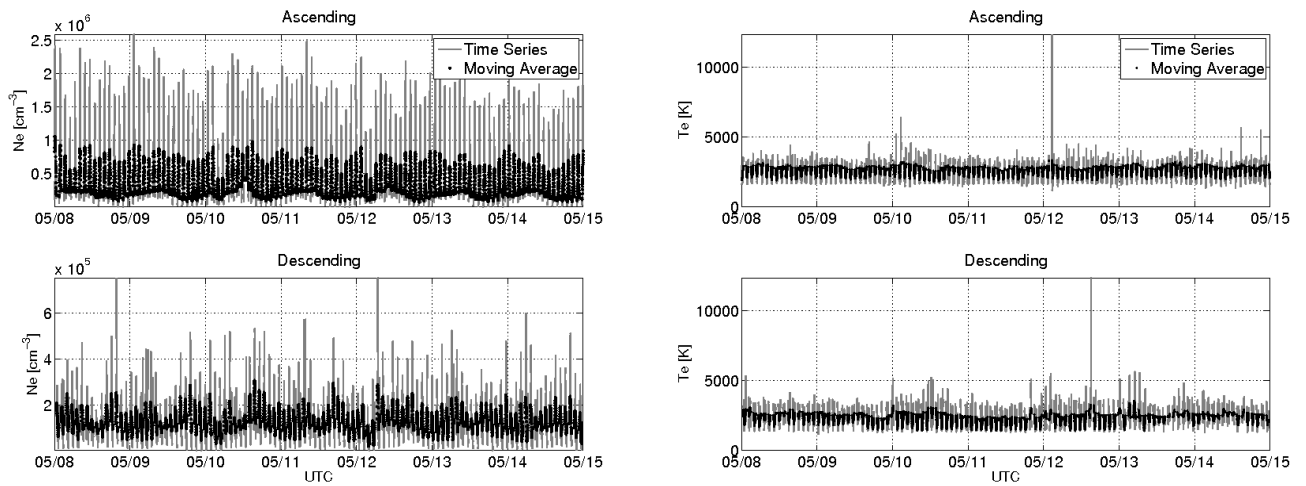 Ascending
x 10⁶
2.5
2
1.5
1
0.5
Ne [cm⁻³]
Time Series
Moving Average
05/08 05/09 05/10 05/11 05/12 05/13 05/14 05/15
Ascending
10000
5000
0
Te [K]
Time Series
Moving Average
05/08 05/09 05/10 05/11 05/12 05/13 05/14 05/15
Descending
x 10⁵
6
4
2
Ne [cm⁻³]
05/08 05/09 05/10 05/11 05/12 05/13 05/14 05/15
UTC
Descending
10000
5000
0
Te [K]
05/08 05/09 05/10 05/11 05/12 05/13 05/14 05/15
UTC